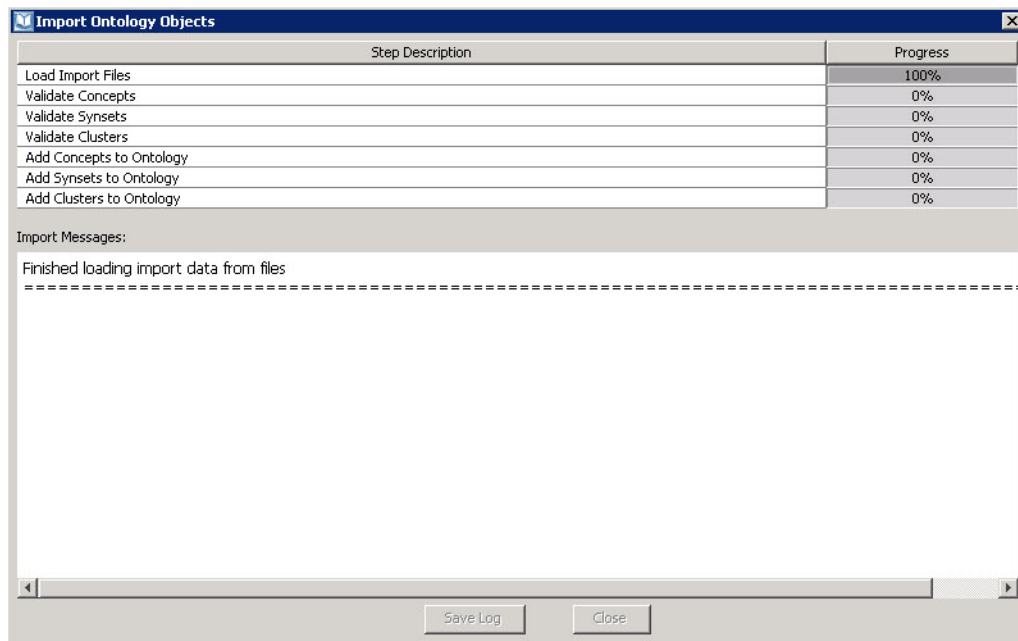 Import Ontology Objects
Step Description Progress
Load Import Files 100%
Validate Concepts 0%
Validate Synsets 0%
Validate Clusters 0%
Add Concepts to Ontology 0%
Add Synsets to Ontology 0%
Add Clusters to Ontology 0%
Import Messages:
Finished loading import data from files
=======================================================================================
Save Log Close